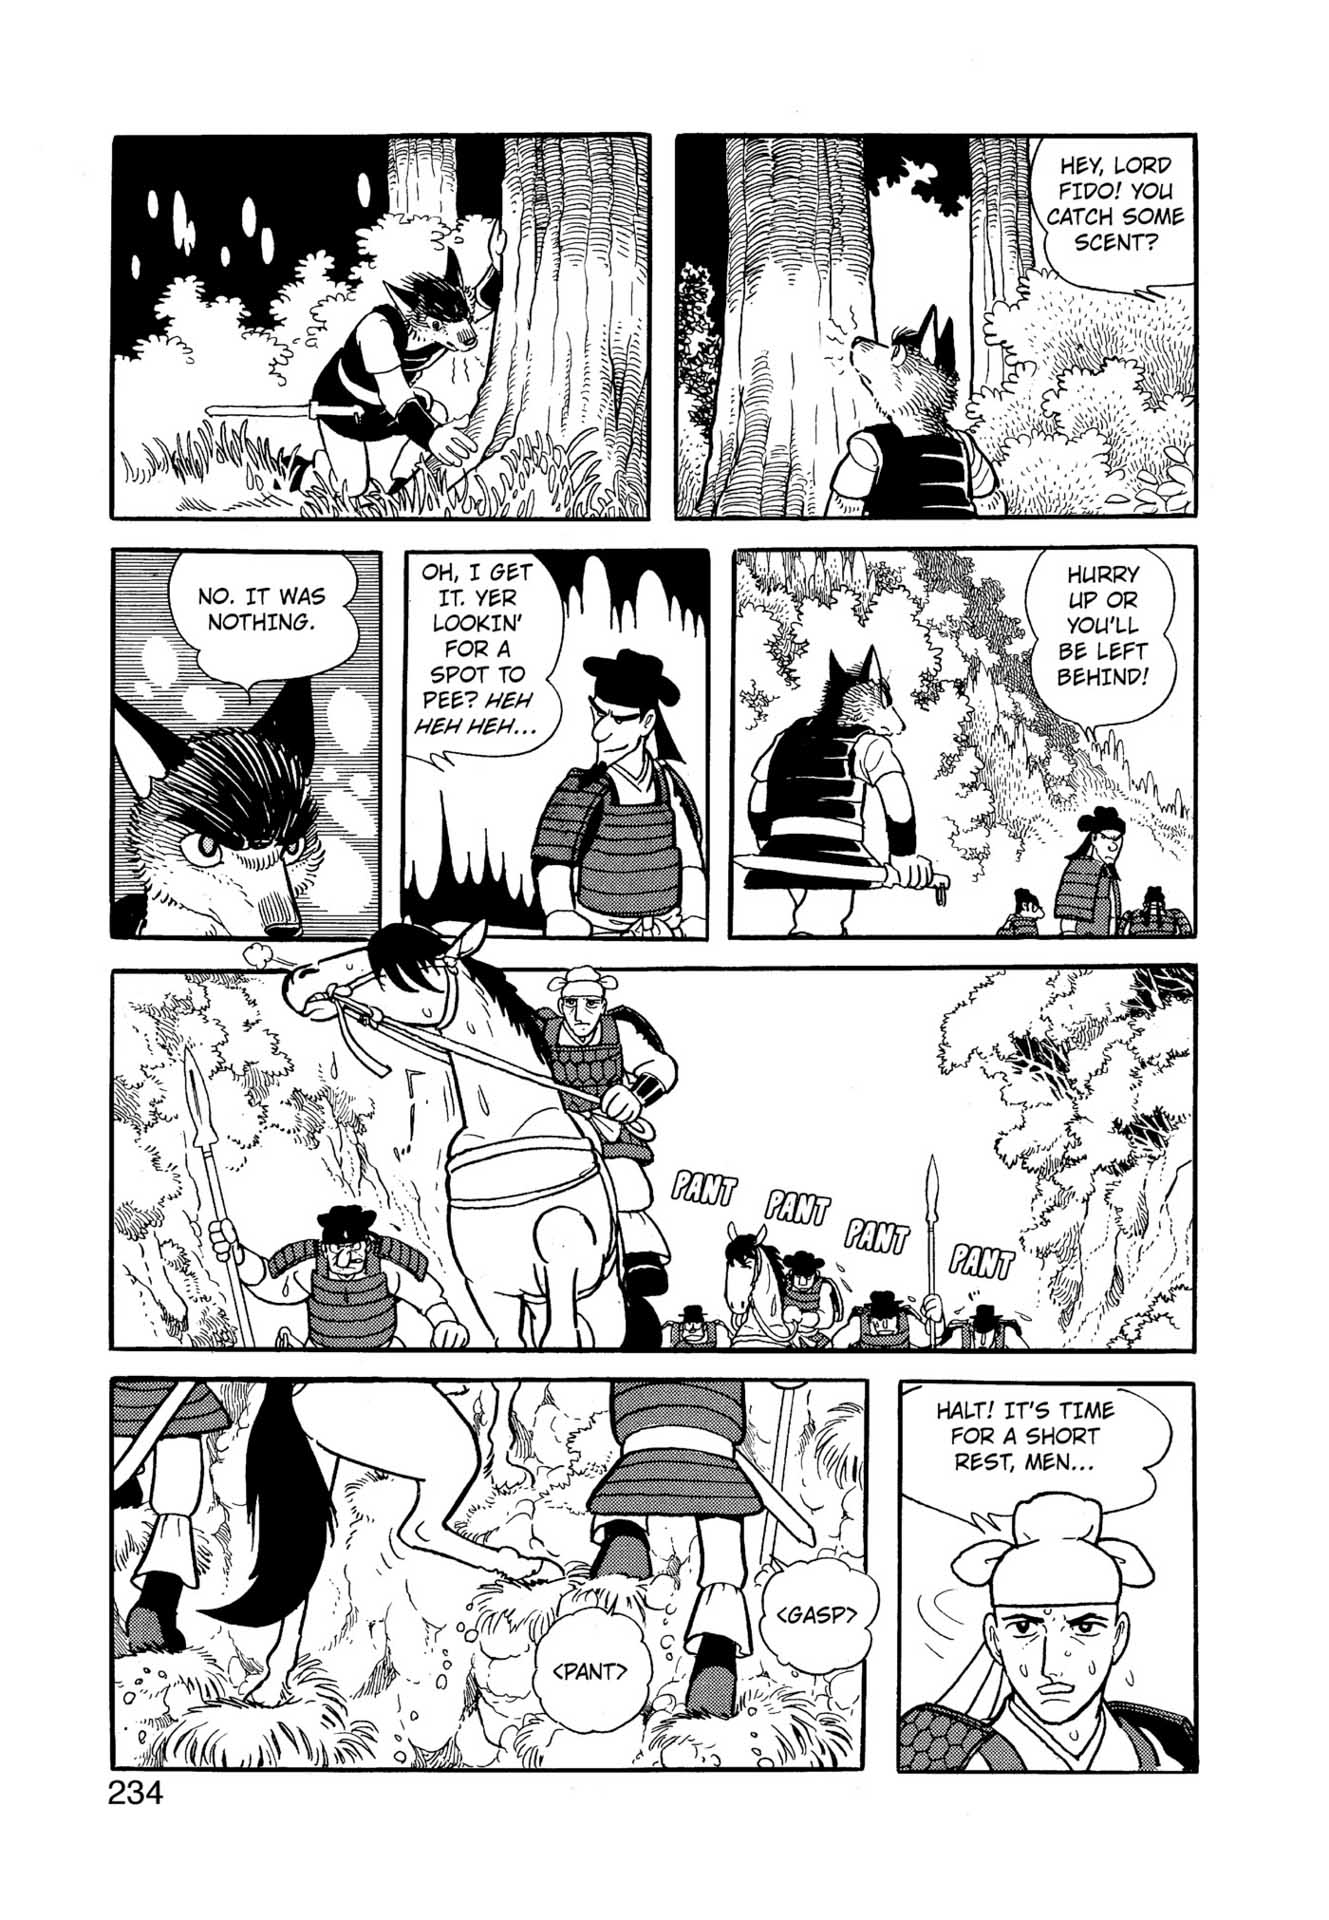 HEY, LORD
FIDO! YOU
CATCH SOME
SCENT?
NO. IT WAS
NOTHING.
OH, I GET
IT. YER
LOOKIN'
FOR A
SPOT TO
PEE? HEH
HEH HEH...
HURRY
UP OR
YOU'LL
BE LEFT
BEHIND!
PANT
PANT
PANT
PANT
<PANT>
<GASP>
HALT! IT'S TIME
FOR A SHORT
REST, MEN...
234